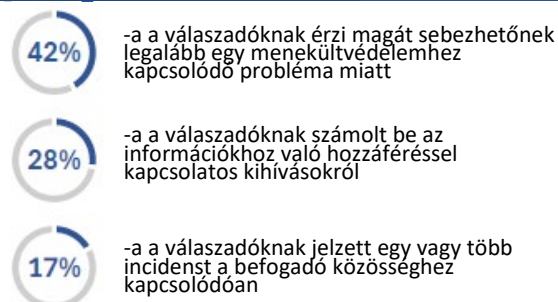 42%
-a a válaszadóknak érzi magát sebezhetőnek
legalább egy menekültvédelemhez
kapcsolódó probléma miatt
28%
-a a válaszadóknak számolt be az
információkhoz való hozzáféréssel
kapcsolatos kihívásokról
17%
-a a válaszadóknak jelzett egy vagy több
incidenst a befogadó közösséghez
kapcsolódóan